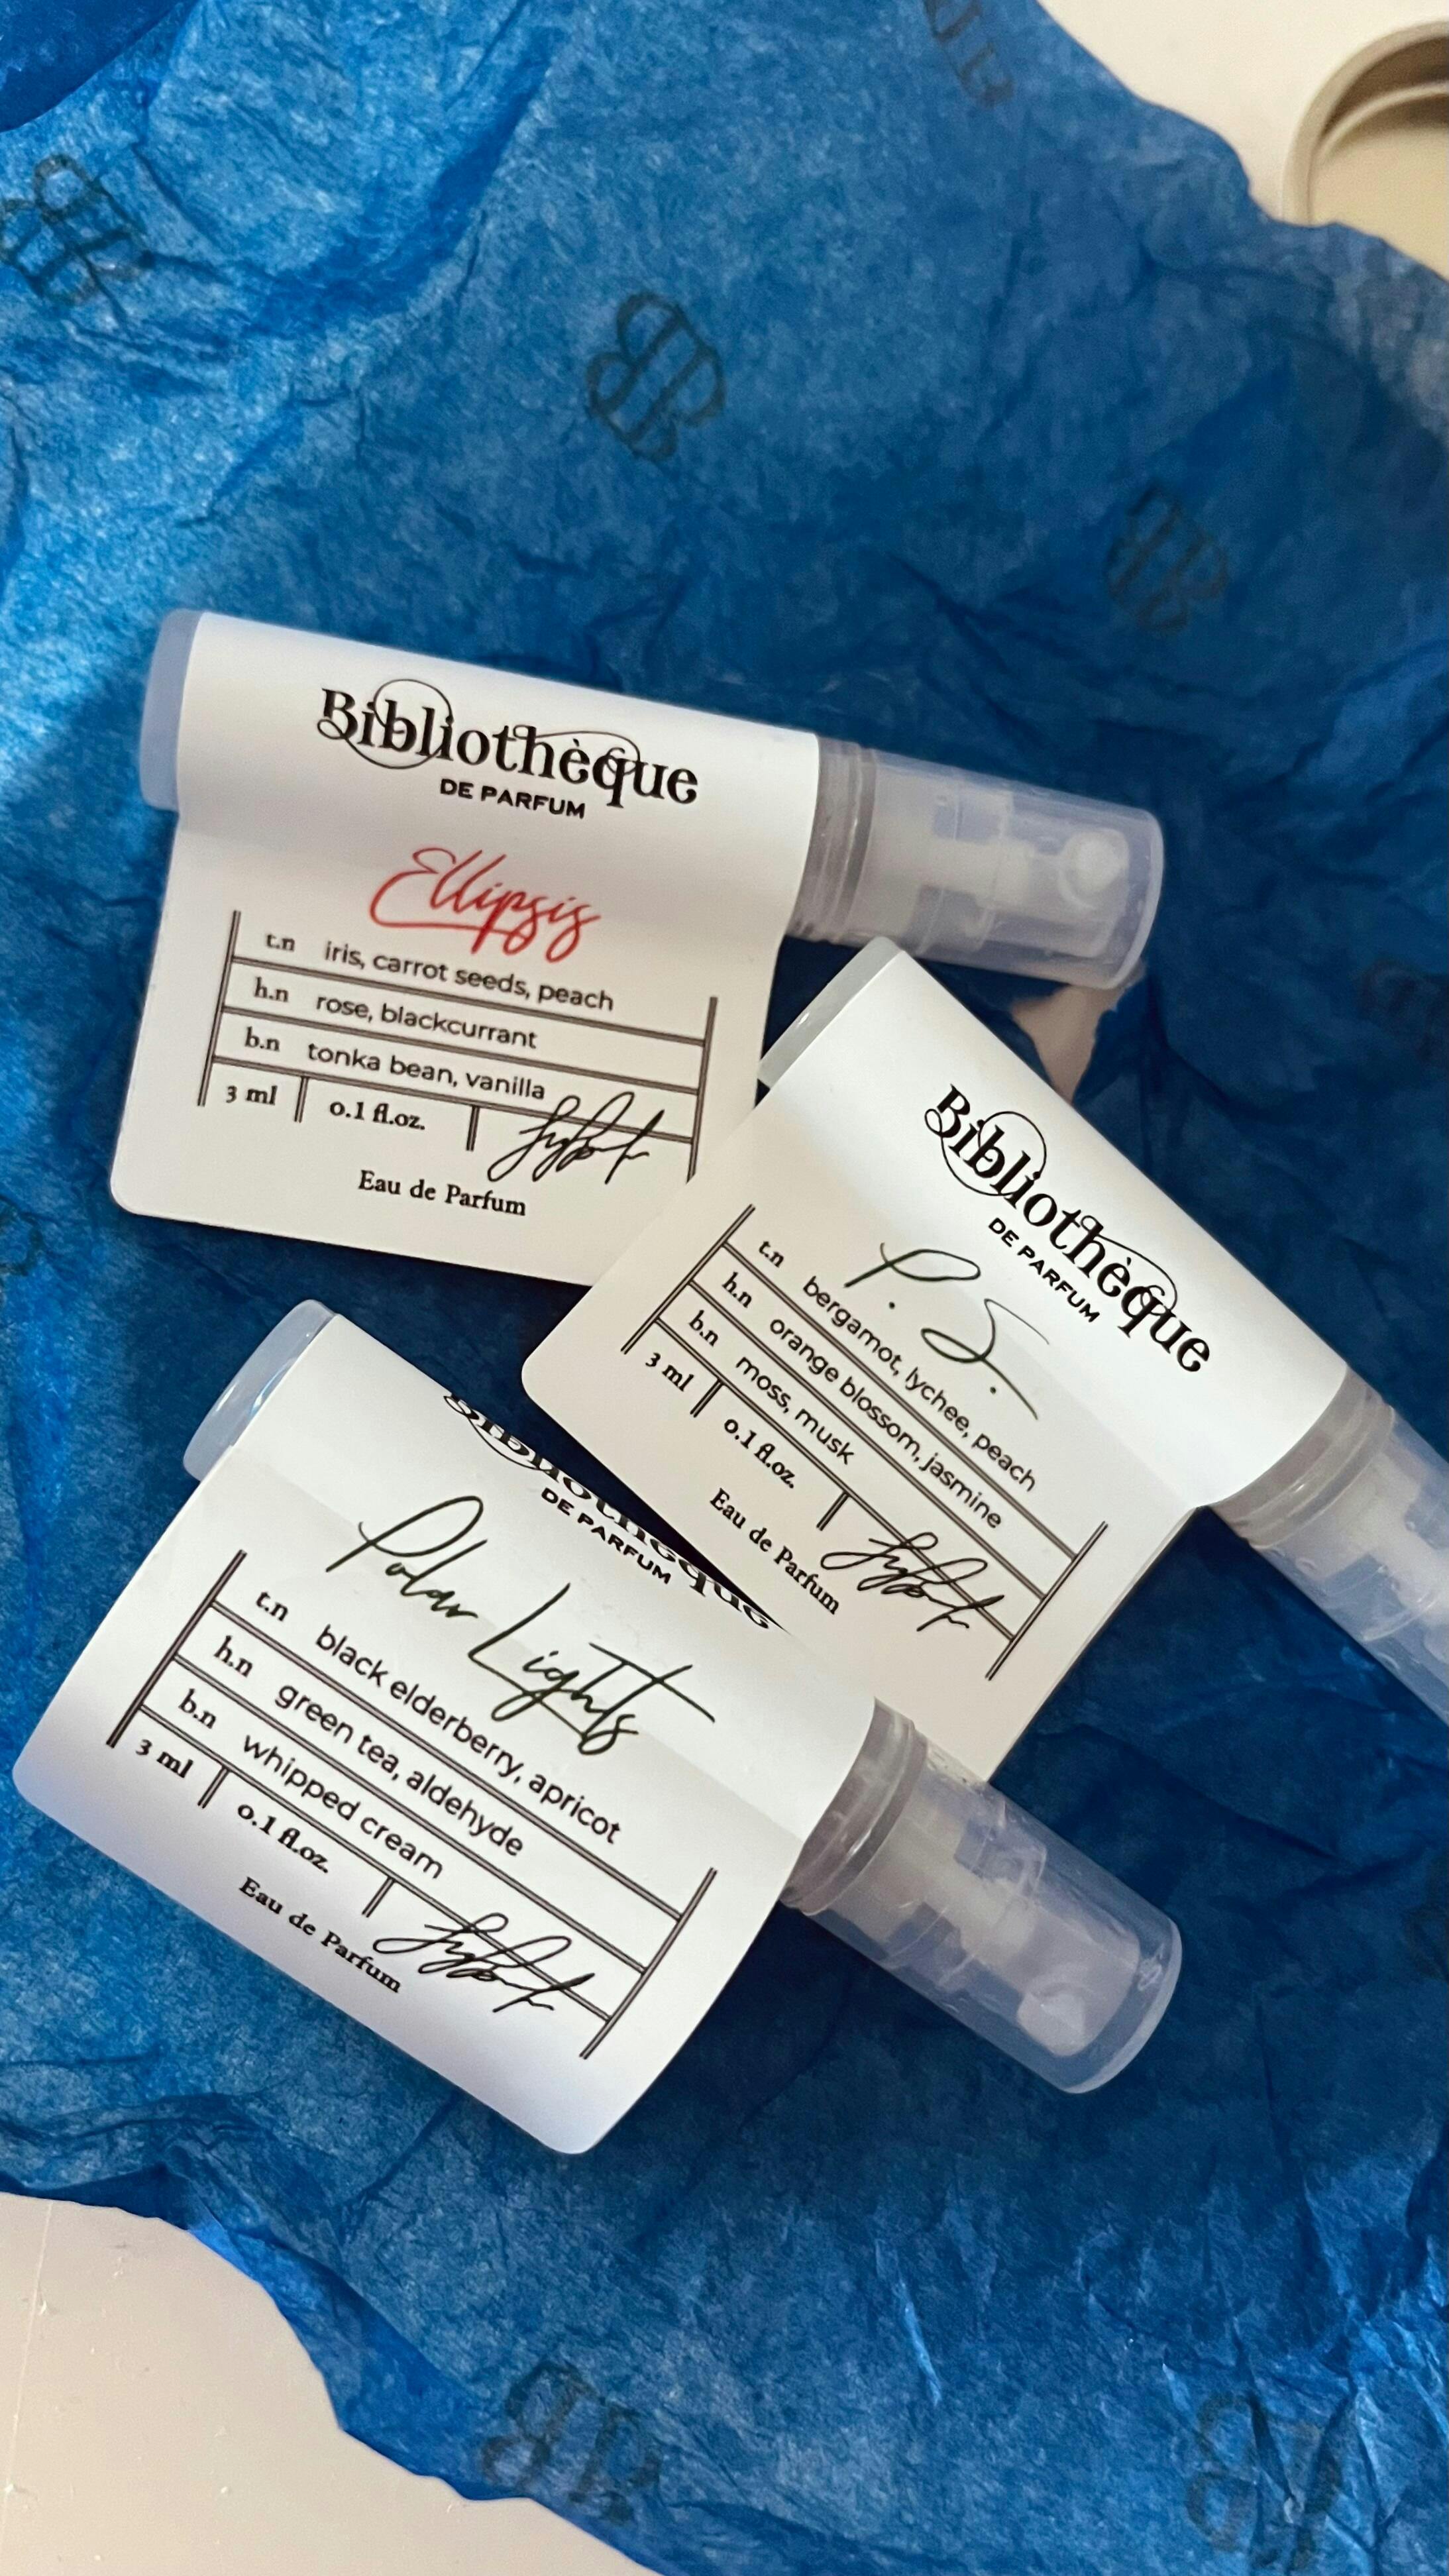 Bibliothèque
DE PARFUM
Ellipsis
t.n iris, carrot seeds, peach
h.n rose, blackcurrant
b.n tonka bean, vanilla
3 ml 0.1 fl.oz.
Eau de Parfum
Bibliothèque
DE PARFUM
P. S.
t.n bergamot, lychee, peach
h.n orange blossom, jasmine
b.n moss, musk
3 ml 0.1 fl.oz.
Eau de Parfum
Bibliothèque
DE PARFUM
Polar Lights
t.n black elderberry, apricot
h.n green tea, aldehyde
b.n whipped cream
3 ml 0.1 fl.oz.
Eau de Parfum